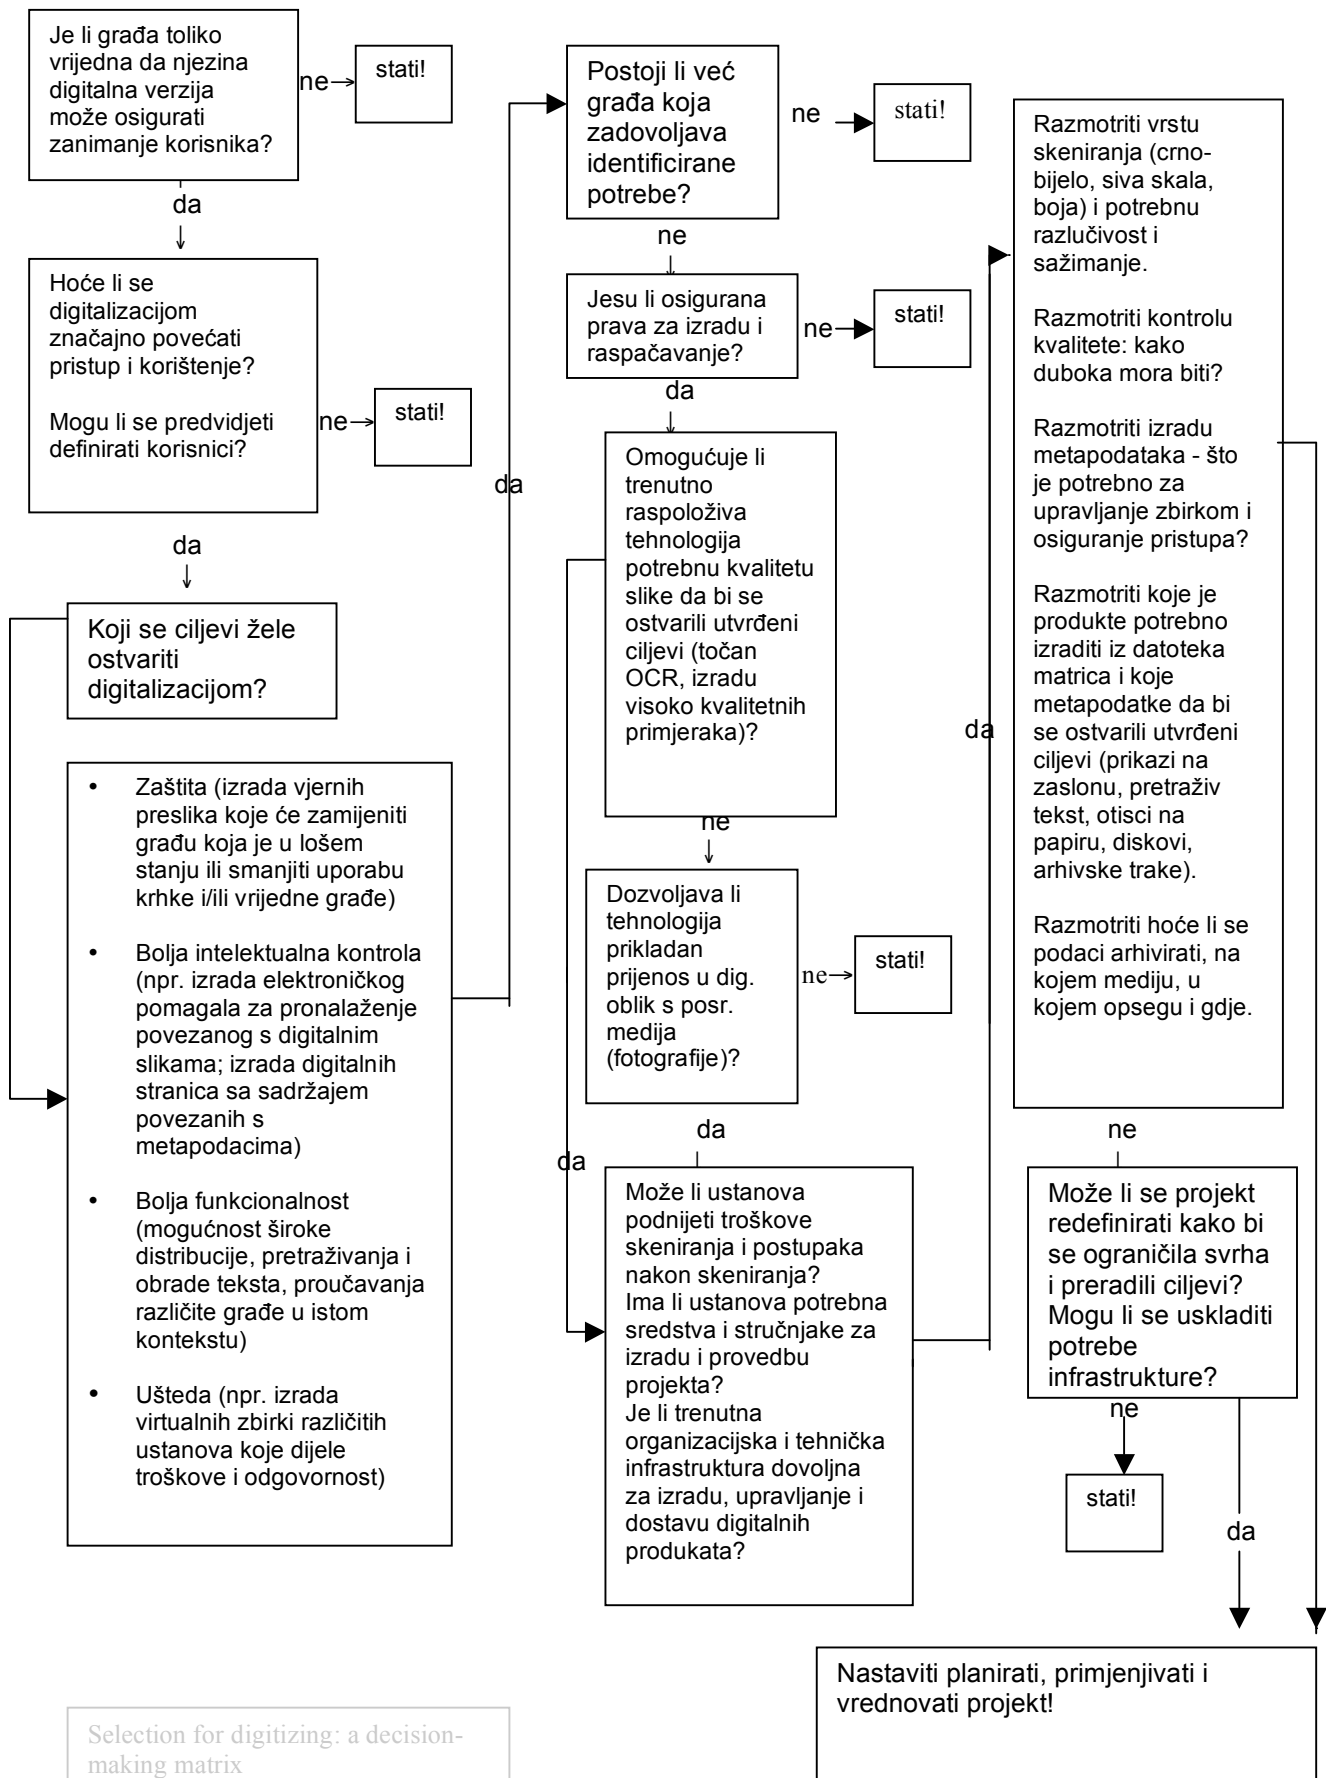 Je li građa toliko
vrijedna da njezina
digitalna verzija
može osigurati
zanimanje korisnika?
ne
stati!
da
Hoće li se
digitalizacijom
značajno povećati
pristup i korištenje?
Mogu li se predvidjeti
definirati korisnici?
ne
stati!
da
Koji se ciljevi žele
ostvariti
digitalizacijom?
• Zaštita (izrada vjernih
preslika koje će zamijeniti
građu koja je u lošem
stanju ili smanjiti uporabu
krhke i/ili vrijedne građe)
• Bolja intelektualna kontrola
(npr. izrada elektroničkog
pomagala za pronalaženje
povezanog s digitalnim
slikama; izrada digitalnih
stranica sa sadržajem
povezanih s
metapodacima)
• Bolja funkcionalnost
(mogućnost široke
distribucije, pretraživanja i
obrade teksta, proučavanja
različite građe u istom
kontekstu)
• Ušteda (npr. izrada
virtualnih zbirki različitih
ustanova koje dijele
troškove i odgovornost)
da
Postoji li već
građa koja
zadovoljava
identificirane
potrebe?
ne
stati!
ne
Jesu li osigurana
prava za izradu i
raspačavanje?
ne
stati!
da
Omogućuje li
trenutno
raspoloživa
tehnologija
potrebnu kvalitetu
slike da bi se
ostvarili utvrđeni
ciljevi (točan
OCR, izradu
visoko kvalitetnih
primjeraka)?
ne
Dozvoljava li
tehnologija
prikladan
prijenos u dig.
oblik s posr.
medija
(fotografije)?
ne
stati!
da
da
Može li ustanova
podnijeti troškove
skeniranja i postupaka
nakon skeniranja?
Ima li ustanova potrebna
sredstva i stručnjake za
izradu i provedbu
projekta?
Je li trenutna
organizacijska i tehnička
infrastruktura dovoljna
za izradu, upravljanje i
dostavu digitalnih
produkata?
da
Razmotriti vrstu
skeniranja (crno-
bijelo, siva skala,
boja) i potrebnu
razlučivost i
sažimanje.
Razmotriti kontrolu
kvalitete: kako
duboka mora biti?
Razmotriti izradu
metapodataka - što
je potrebno za
upravljanje zbirkom i
osiguranje pristupa?
Razmotriti koje je
produkte potrebno
izraditi iz datoteka
matrica i koje
metapodatke da bi
se ostvarili utvrđeni
ciljevi (prikazi na
zaslonu, pretraživ
tekst, otisci na
papiru, diskovi,
arhivske trake).
Razmotriti hoće li se
podaci arhivirati, na
kojem mediju, u
kojem opsegu i gdje.
ne
Može li se projekt
redefinirati kako bi
se ograničila svrha
i preradili ciljevi?
Mogu li se uskladiti
potrebe
infrastrukture?
ne
stati!
da
Nastaviti planirati, primjenjivati i
vrednovati projekt!
Selection for digitizing: a decision-
making matrix